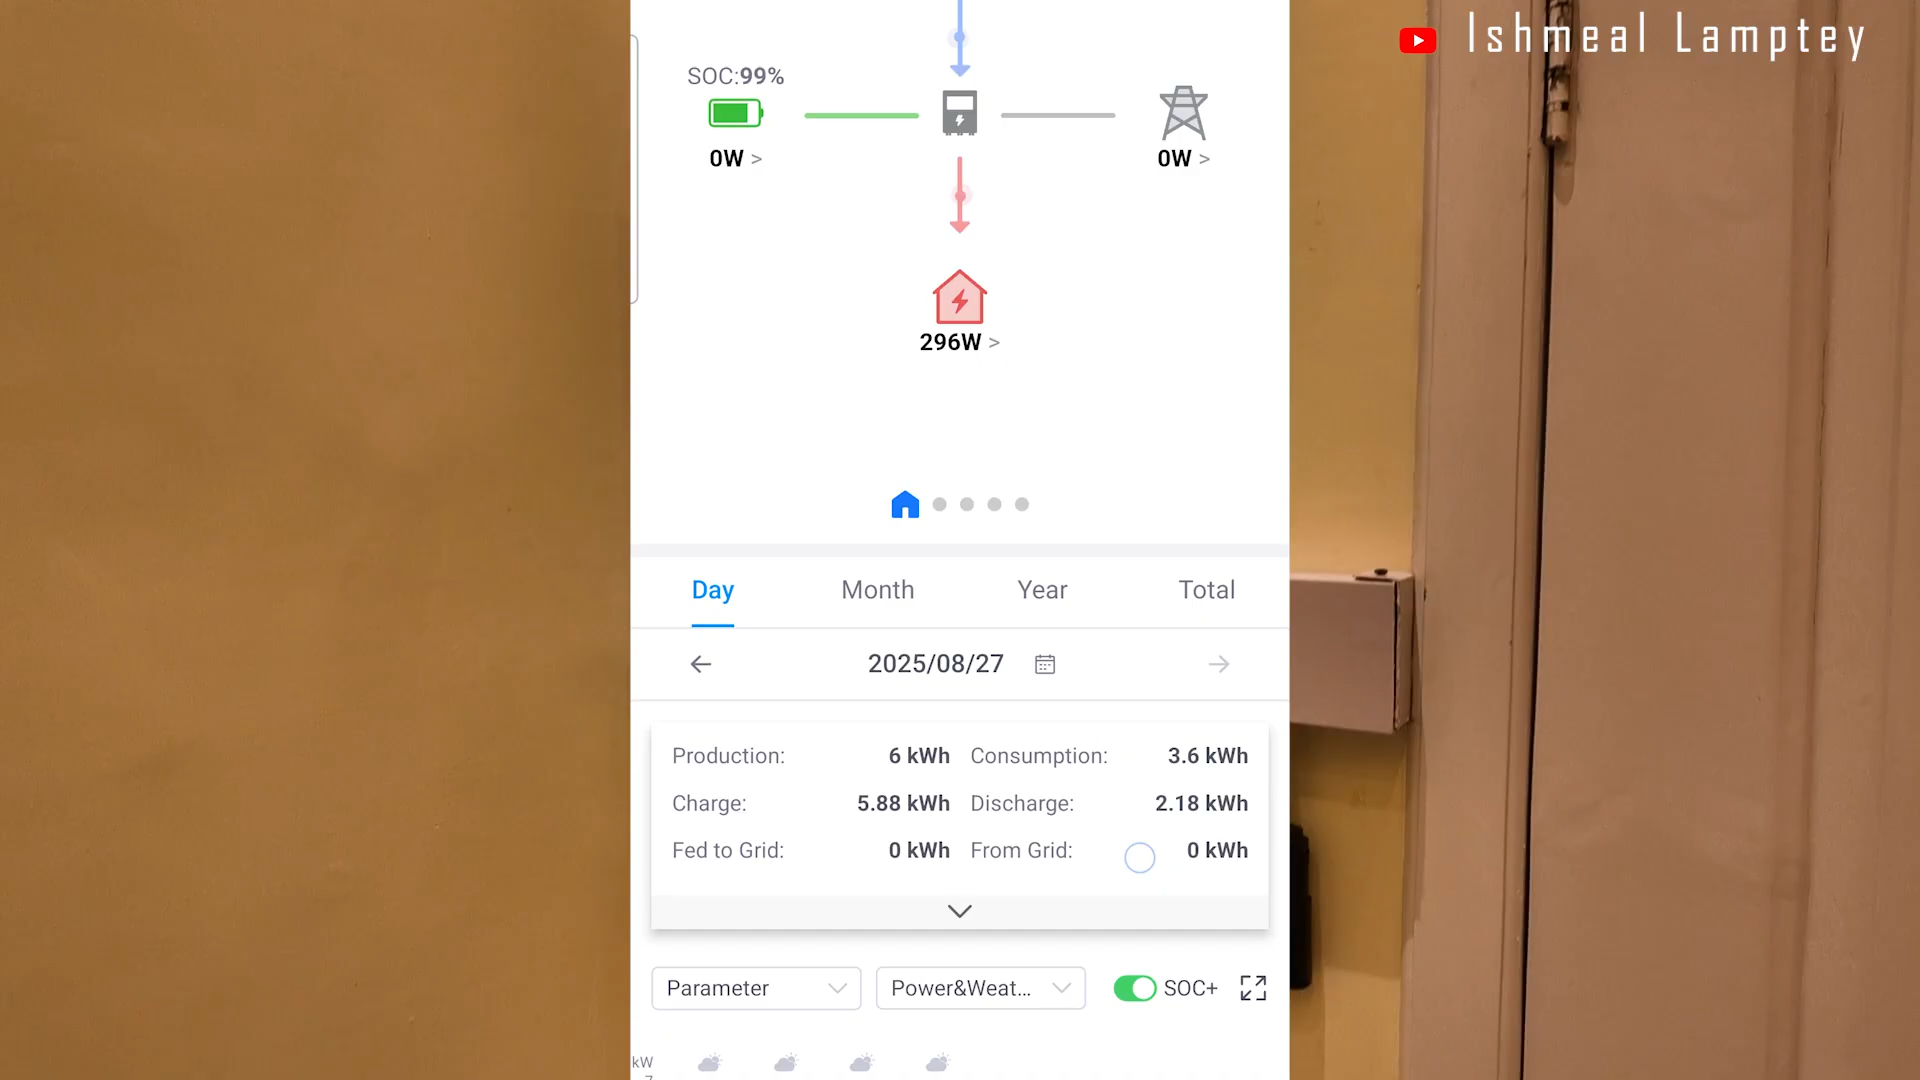 Ishmeal Lamptey
SOC:99%
0W >
0W >
296W >
Day Month Year Total
2025/08/27
Production: 6 kWh Consumption: 3.6 kWh
Charge: 5.88 kWh Discharge: 2.18 kWh
Fed to Grid: 0 kWh From Grid: 0 kWh
Parameter Power&Weat... SOC+
kW